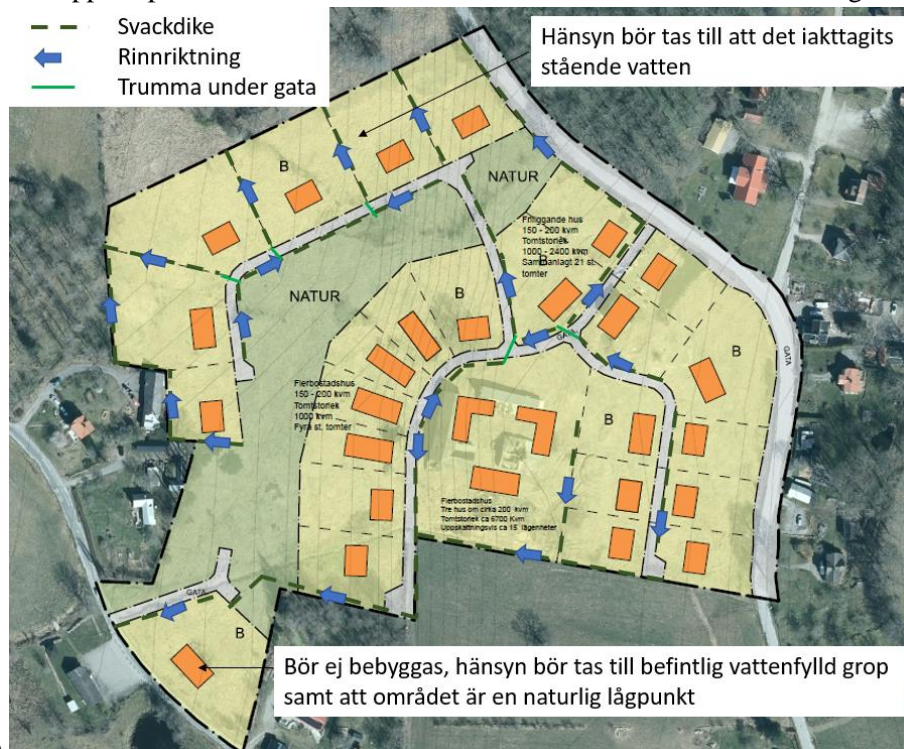 Svackdike
Rinnriktning
Trumma under gata
Hänsyn bör tas till att det iakttagits
stående vatten
B
NATUR
Friliggande hus
150 - 200 kvm
Tomtstorlek
1000 - 2400 kvm
B
Sammanlagt 21 st.
tomter
NATUR
B
GATA
B
Flerbostadshus
150 - 200 kvm
Tomtstorlek
1000 kvm
Fyra st. tomter
B
Flerbostadshus
Tre hus om cirka 200 kvm
Tomtstorlek ca 6700 Kvm
Uppskattningsvis ca 15 lägenheter
GATA
B
Bör ej bebyggas, hänsyn bör tas till befintlig vattenfylld grop
samt att området är en naturlig lågpunkt